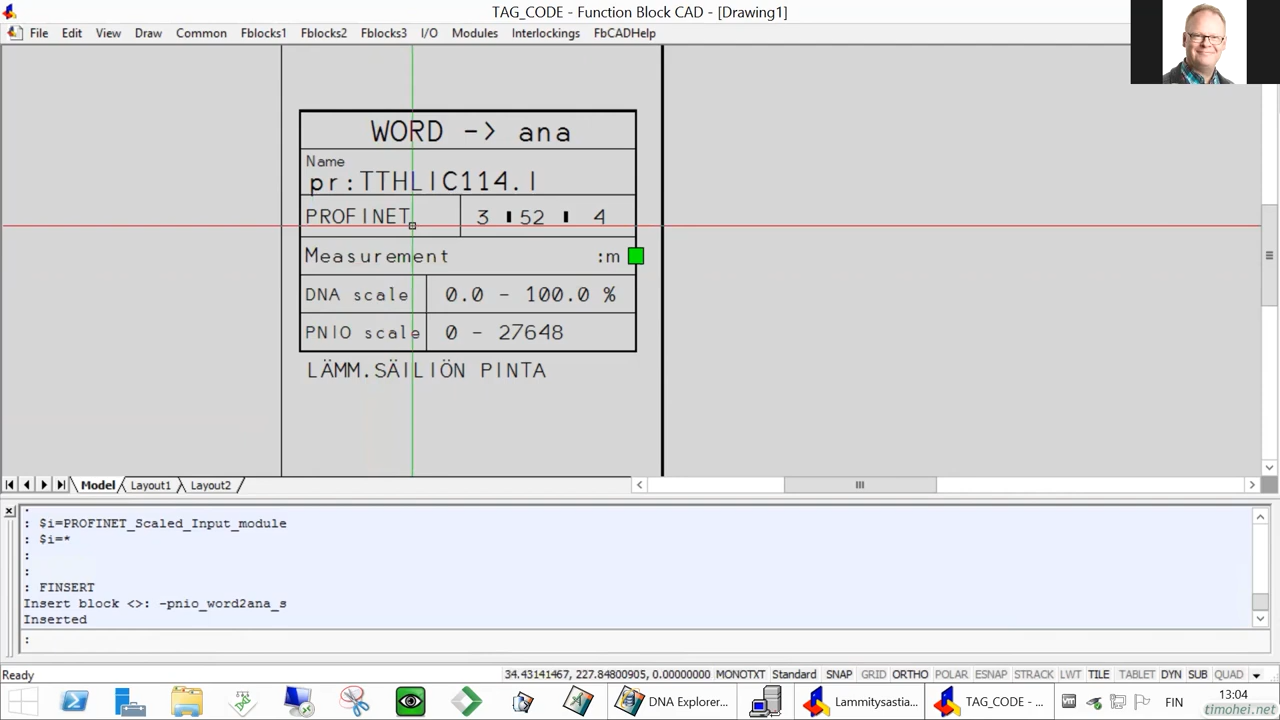 TAG_CODE - Function Block CAD - [Drawing1]
File Edit View Draw Common Fblocks1 Fblocks2 Fblocks3 I/O Modules Interlockings FbCADHelp
WORD -> ana
Name
pr:TTHLIC114.I
PROFINET 3 52 4
Measurement :m
DNA scale 0.0 - 100.0 %
PNIO scale 0 - 27648
LÄMM.SÄILIÖN PINTA
Model Layout1 Layout2
:
: $i=PROFINET_Scaled_Input_module
: $i=*
:
:
: FINSERT
Insert block <>: -pnio_word2ana_s
Inserted
:
Ready 34.43141467, 227.84800905, 0.00000000 MONOTXT Standard SNAP GRID ORTHO POLAR ESNAP STRACK LWT TILE TABLET DYN SUB QUAD
DNA Explorer... Lammitysastia... TAG_CODE - Fun... FIN 13:04
timohei.net